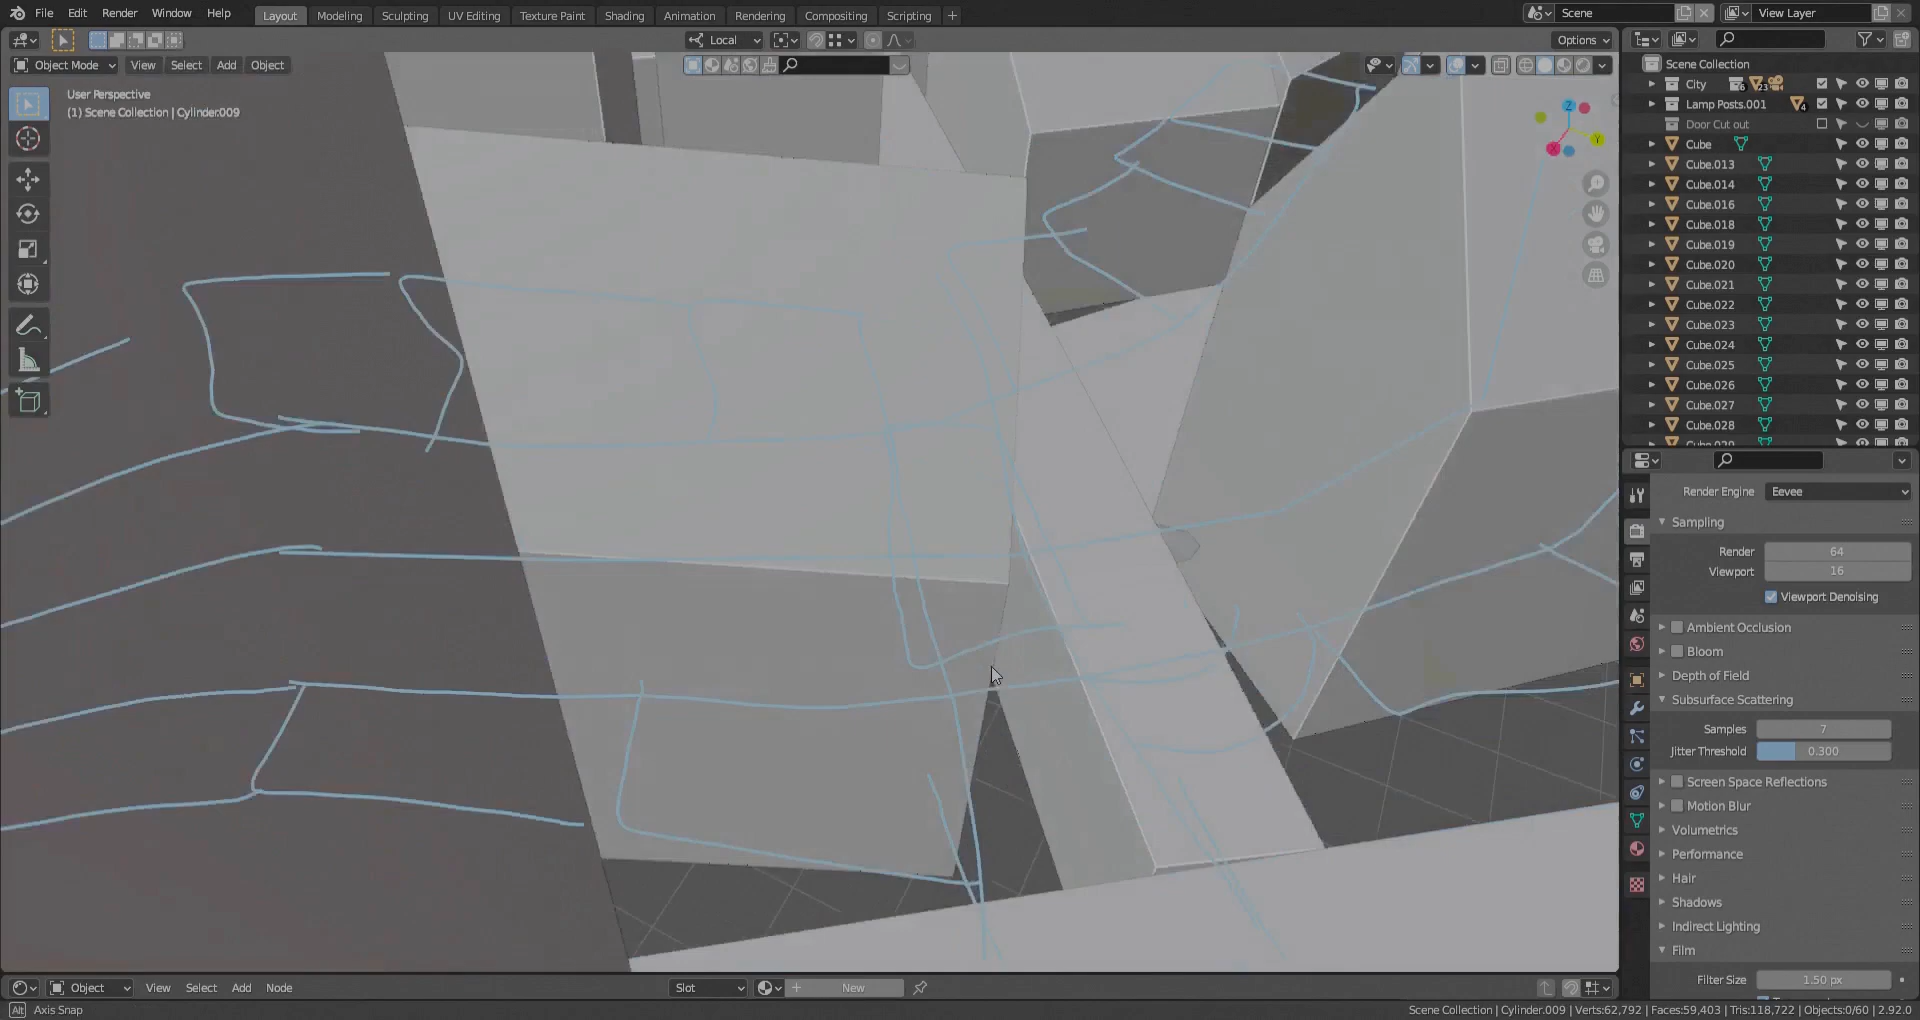 File Edit Render Window Help Layout Modeling Sculpting UV Editing Texture Paint Shading Animation Rendering Compositing Scripting + Scene View Layer
Local Options
Object Mode View Select Add Object
User Perspective
(1) Scene Collection | Cylinder.009
Z
Y
X
Scene Collection
City 6 23
Lamp Posts.001 4
Door Cut out
Cube
Cube.013
Cube.014
Cube.016
Cube.018
Cube.019
Cube.020
Cube.021
Cube.022
Cube.023
Cube.024
Cube.025
Cube.026
Cube.027
Cube.028
Cube.029
Render Engine Eevee
Sampling
Render 64
Viewport 16
Viewport Denoising
Ambient Occlusion
Bloom
Depth of Field
Subsurface Scattering
Samples 7
Jitter Threshold 0.300
Screen Space Reflections
Motion Blur
Volumetrics
Performance
Hair
Shadows
Indirect Lighting
Film
Filter Size 1.50 px
Object View Select Add Node Slot New
Alt Axis Snap
Scene Collection | Cylinder.009 | Verts:62,792 | Faces:59,403 | Tris:118,722 | Objects:0/60 | 2.92.0